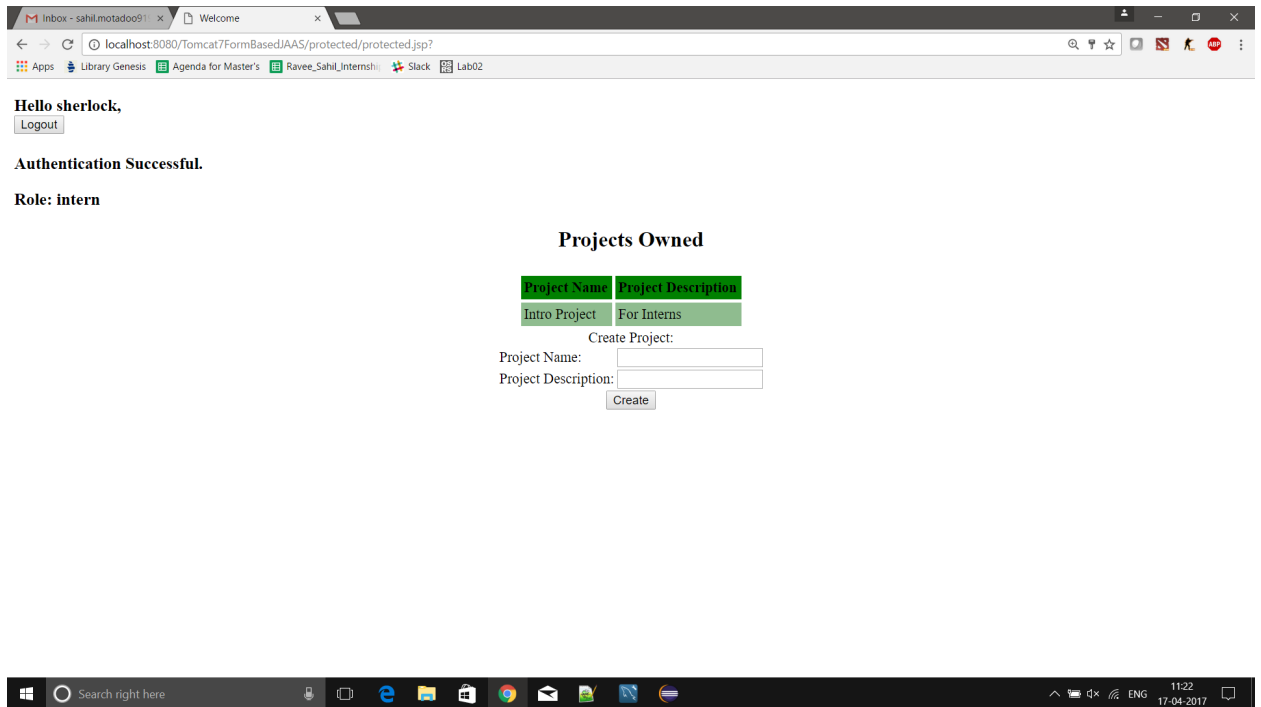 Inbox - sahil.motadoo91
Welcome
localhost:8080/Tomcat7FormBasedJAAS/protected/protected.jsp?
ABP
Apps Library Genesis Agenda for Master's Ravee_Sahil_Internship Slack Lab02
Hello sherlock,
Logout
Authentication Successful.
Role: intern
Projects Owned
Project Name Project Description
Intro Project For Interns
Create Project:
Project Name:
Project Description:
Create
Search right here
ENG
11:22
17-04-2017